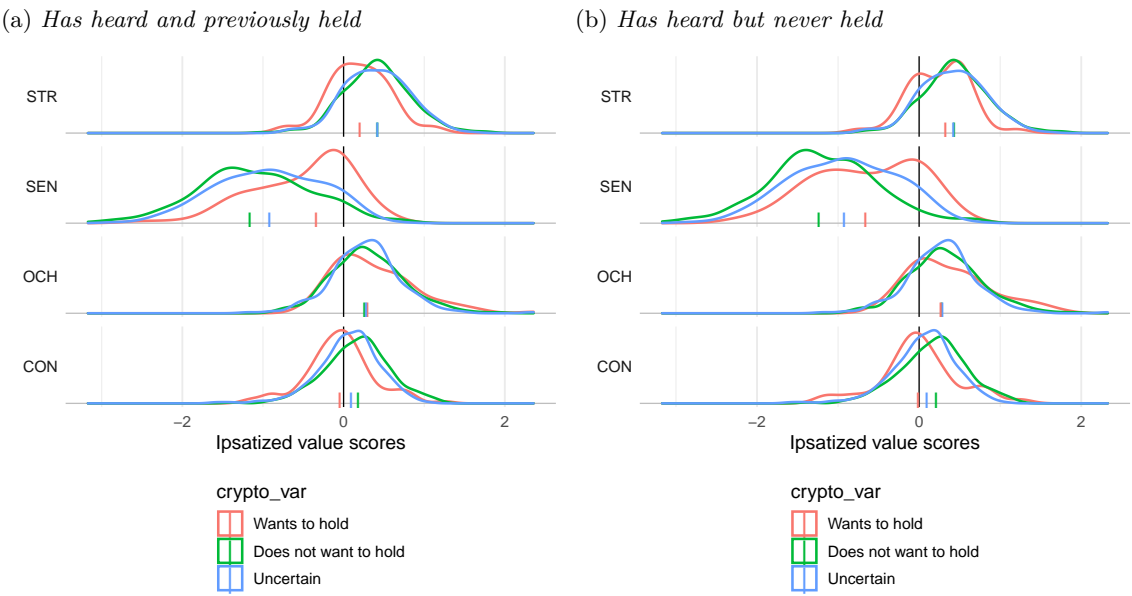 (a) Has heard and previously held
(b) Has heard but never held
STR
SEN
OCH
CON
−2
0
2
Ipsatized value scores
crypto_var
Wants to hold
Does not want to hold
Uncertain
STR
SEN
OCH
CON
−2
0
2
Ipsatized value scores
crypto_var
Wants to hold
Does not want to hold
Uncertain